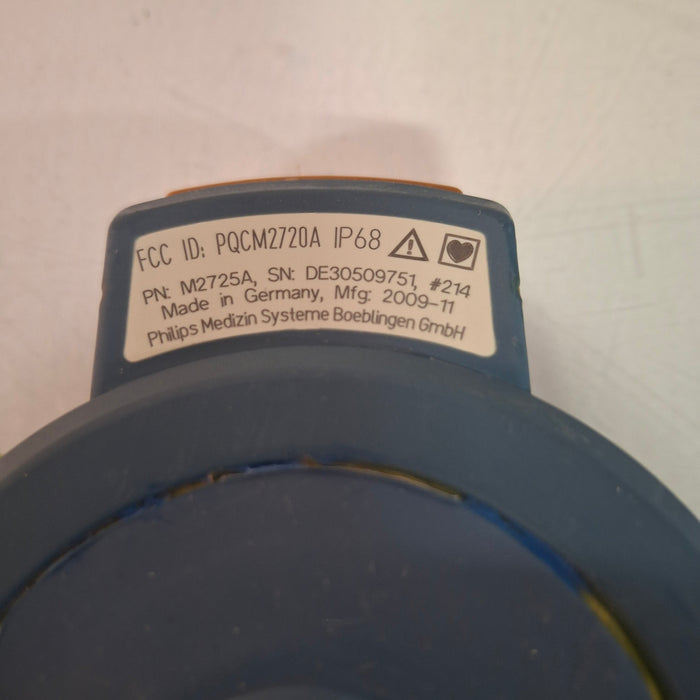 FCC ID: PQCM2720A IP68
PN: M2725A, SN: DE30509751, #214
Made in Germany, Mfg: 2009-11
Philips Medizin Systeme Boeblingen GmbH